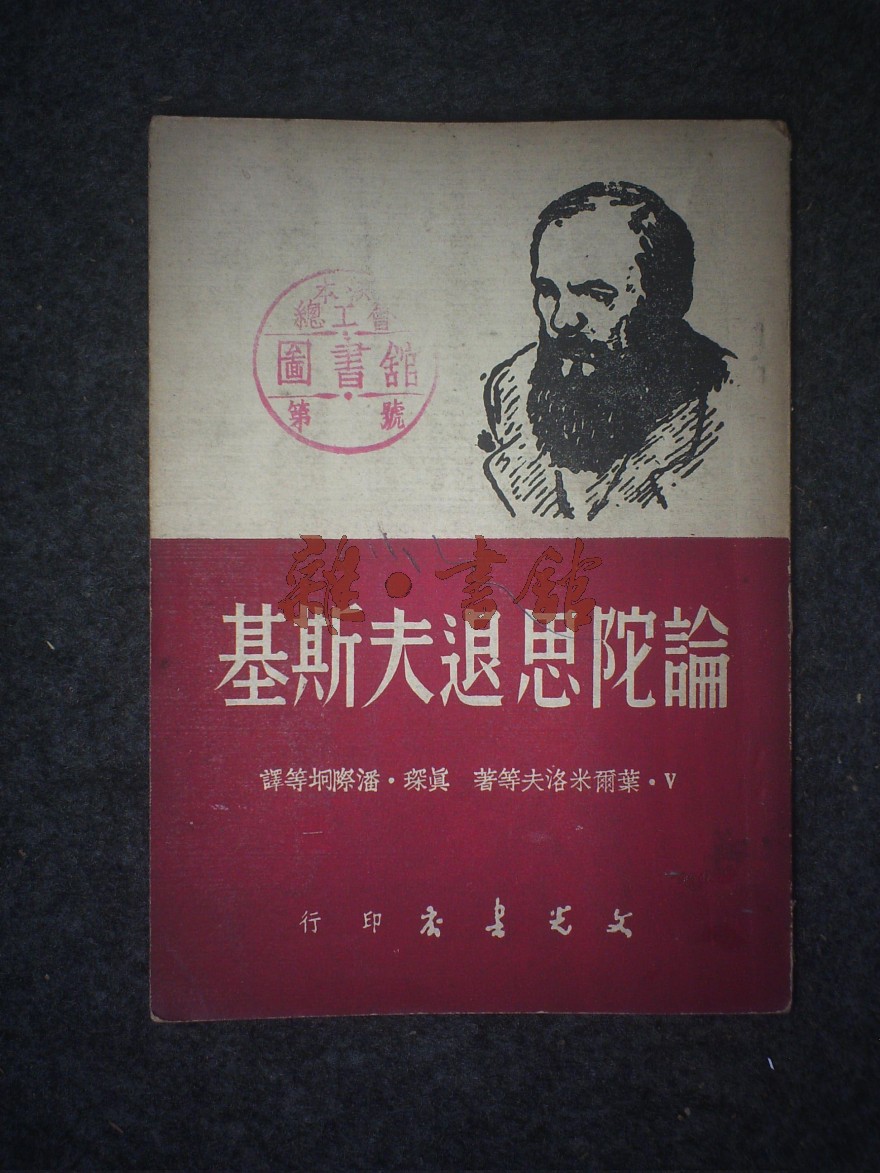 總工會
圖書館
第 號
雜·書館
論陀思退夫斯基
V·葉爾米洛夫等著 眞琛·潘際坰等譯
文光書店印行